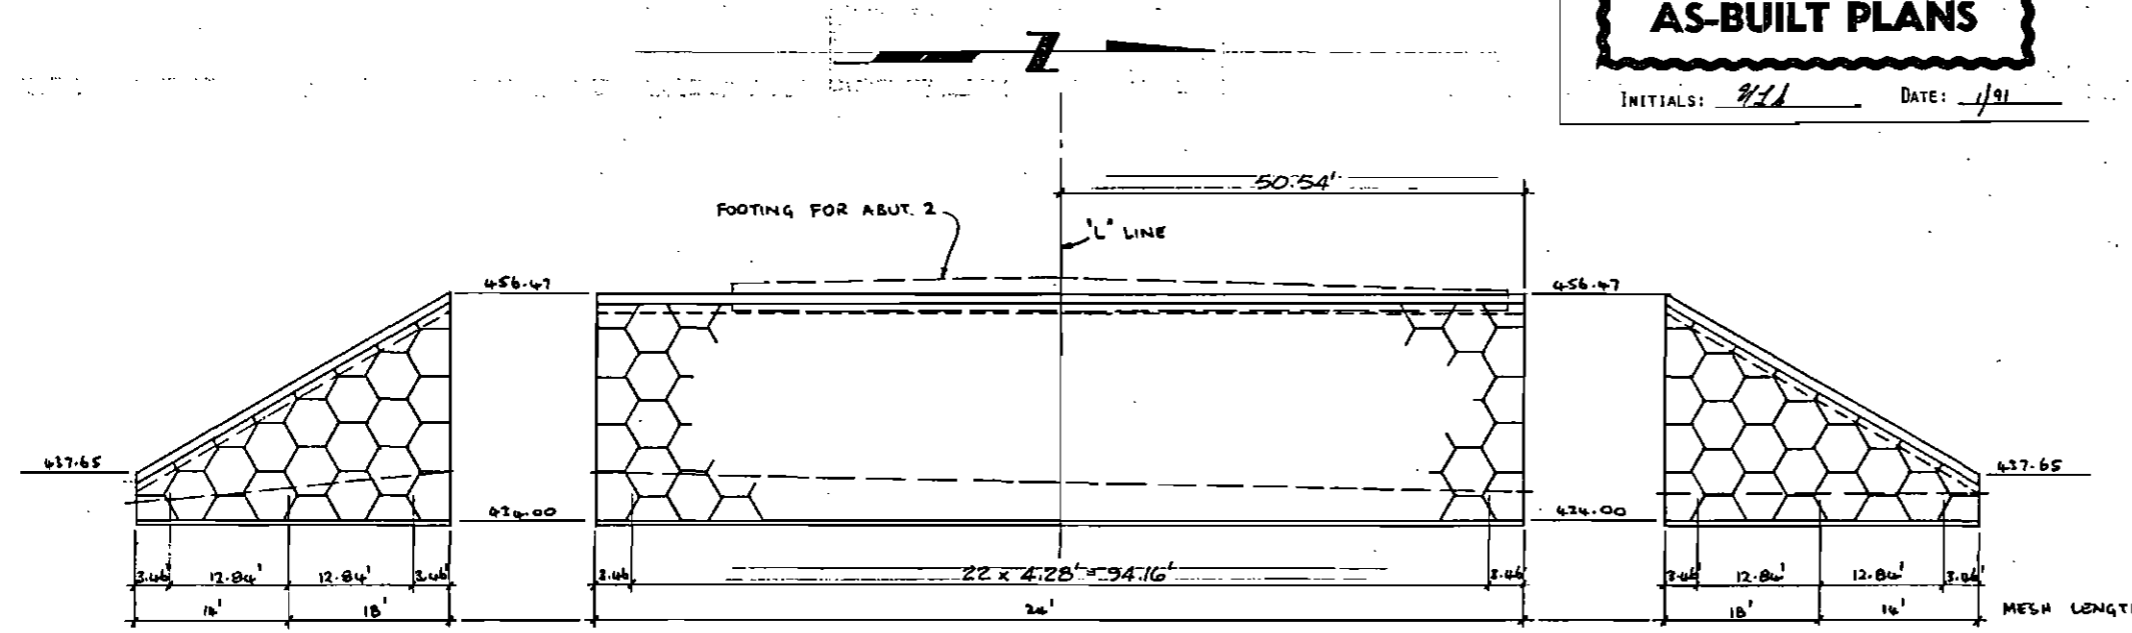 AS-BUILT PLANS
INITIALS:
DATE: 1/91
Z
50.54'
FOOTING FOR ABUT. 2
"L" LINE
456.47
456.47
437.65
437.65
424.00
424.00
3.46' 12.84' 12.84' 3.46' 3.46 22 x 4.28' = 94.16' 3.46' 3.46' 12.84' 12.84' 3.46'
14' 18' 24' 18' 14' MESH LENGT